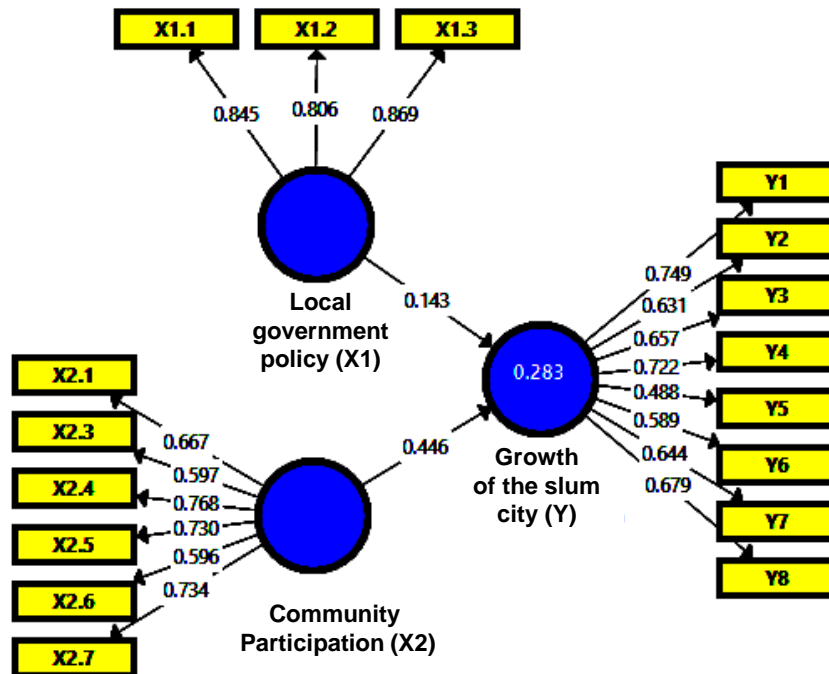 X1.1
X1.2
X1.3
0.845
0.806
0.869
Local
government
policy (X1)
0.143
X2.1
X2.3
X2.4
X2.5
X2.6
X2.7
0.667
0.597
0.768
0.730
0.596
0.734
Community
Participation (X2)
0.446
0.283
Growth
of the slum
city (Y)
0.749
0.631
0.657
0.722
0.488
0.589
0.644
0.679
Y1
Y2
Y3
Y4
Y5
Y6
Y7
Y8